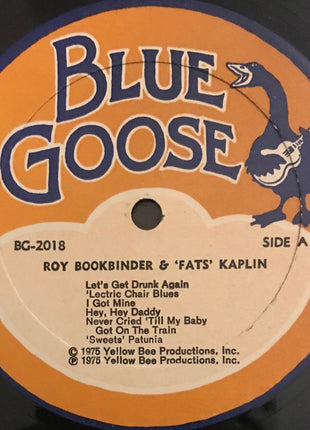 BLUE
GOOSE
BG-2018
SIDE A
ROY BOOKBINDER & 'FATS' KAPLIN
Let's Get Drunk Again
'Lectric Chair Blues
I Got Mine
Hey, Hey Daddy
Never Cried 'Till My Baby
Got On The Train
'Sweets' Patunia
© 1975 Yellow Bee Productions, Inc.
℗ 1975 Yellow Bee Productions, Inc.